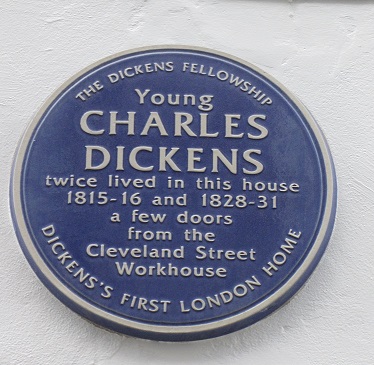 THE DICKENS FELLOWSHIP
Young
CHARLES
DICKENS
twice lived in this house
1815-16 and 1828-31
a few doors
from the
Cleveland Street
Workhouse
DICKENS'S FIRST LONDON HOME